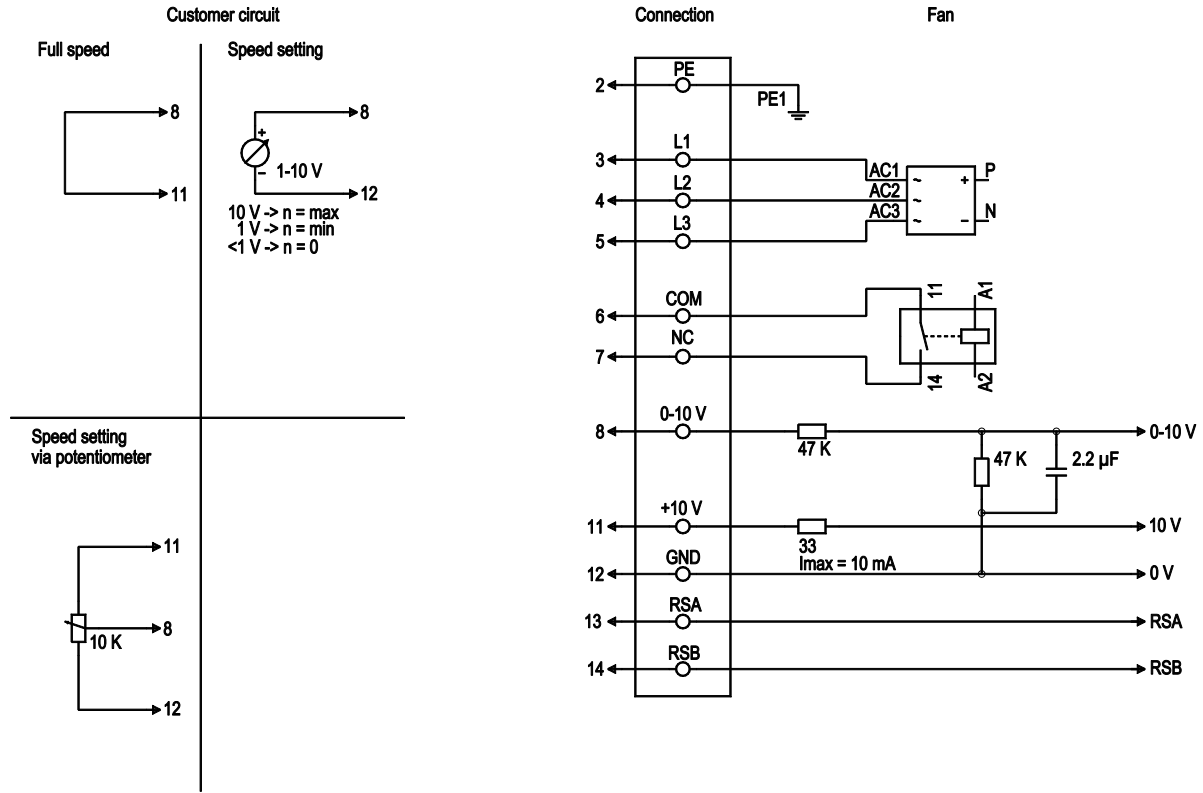 Customer circuit
Full speed
Speed setting
8
11
8
+
1-10 V
−
12
10 V -> n = max
1 V -> n = min
<1 V -> n = 0
Speed setting
via potentiometer
11
8
10 K
12
Connection
Fan
2
PE
PE1
3
L1
4
L2
5
L3
AC1
~
+
P
AC2
~
AC3
~
−
N
6
COM
7
NC
11
A1
14
A2
8
0-10 V
47 K
47 K
2.2 µF
0-10 V
11
+10 V
33
Imax = 10 mA
10 V
12
GND
0 V
13
RSA
RSA
14
RSB
RSB